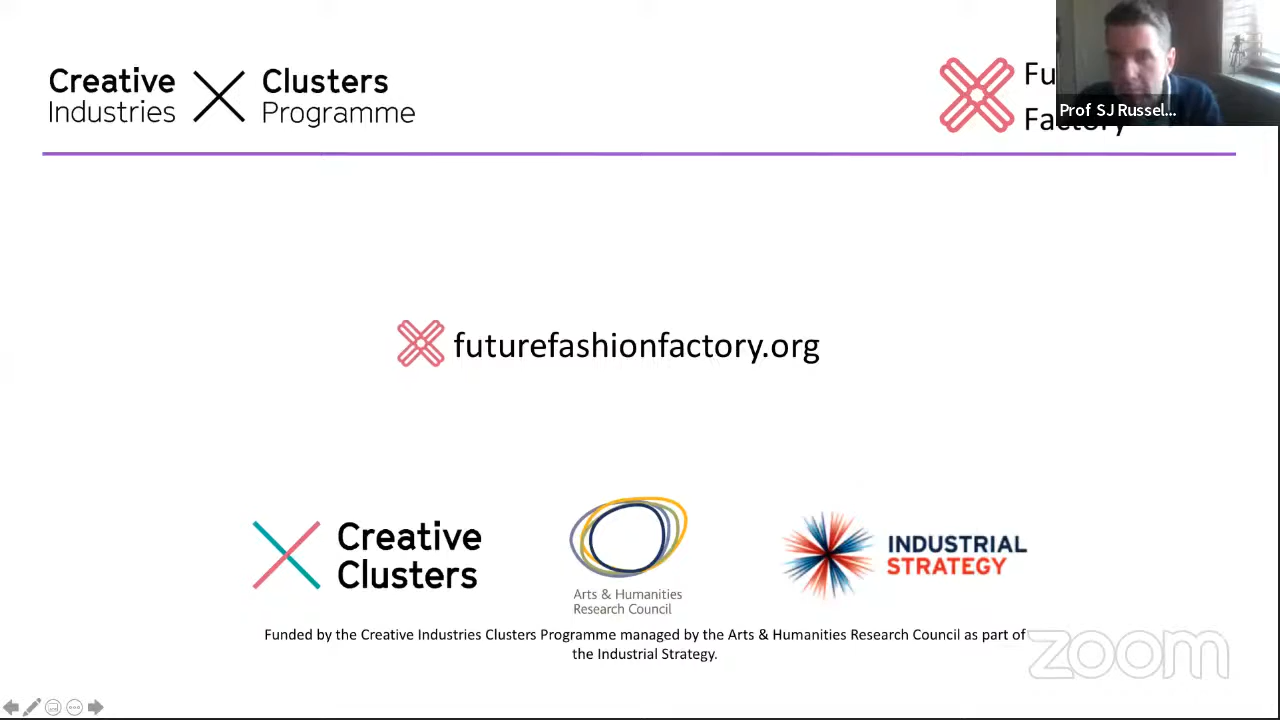 Creative
Industries
Clusters
Programme
Fu
Factory
Prof SJ Russel...
futurefashionfactory.org
Creative
Clusters
Arts & Humanities
Research Council
INDUSTRIAL
STRATEGY
Funded by the Creative Industries Clusters Programme managed by the Arts & Humanities Research Council as part of
the Industrial Strategy.
zoom